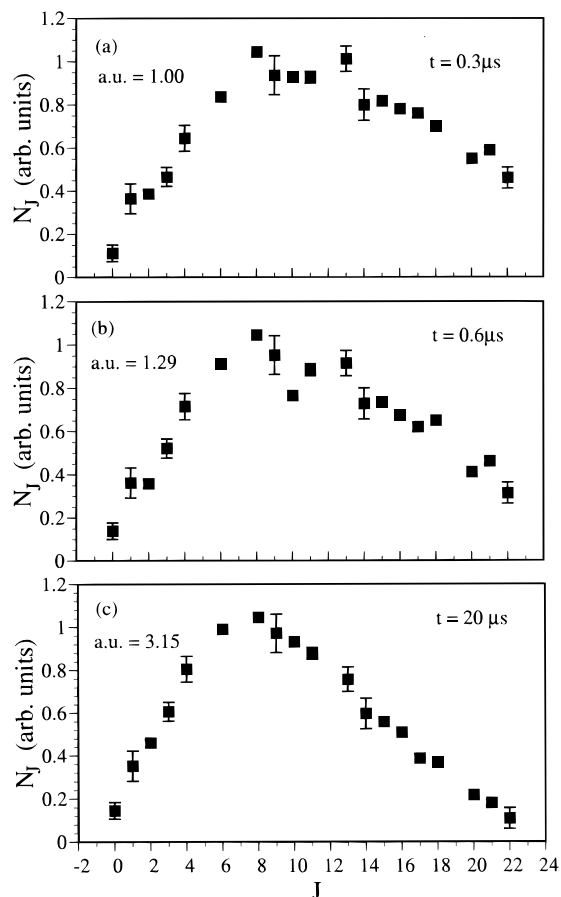 1.2
(a)
t = 0.3μs
1
a.u. = 1.00
0.8
0.6
0.4
0.2
0
N_J (arb. units)
1.2
(b)
t = 0.6μs
1
a.u. = 1.29
0.8
0.6
0.4
0.2
0
N_J (arb. units)
1.2
(c)
t = 20 μs
1
a.u. = 3.15
0.8
0.6
0.4
0.2
0
N_J (arb. units)
-2 0 2 4 6 8 10 12 14 16 18 20 22 24
J